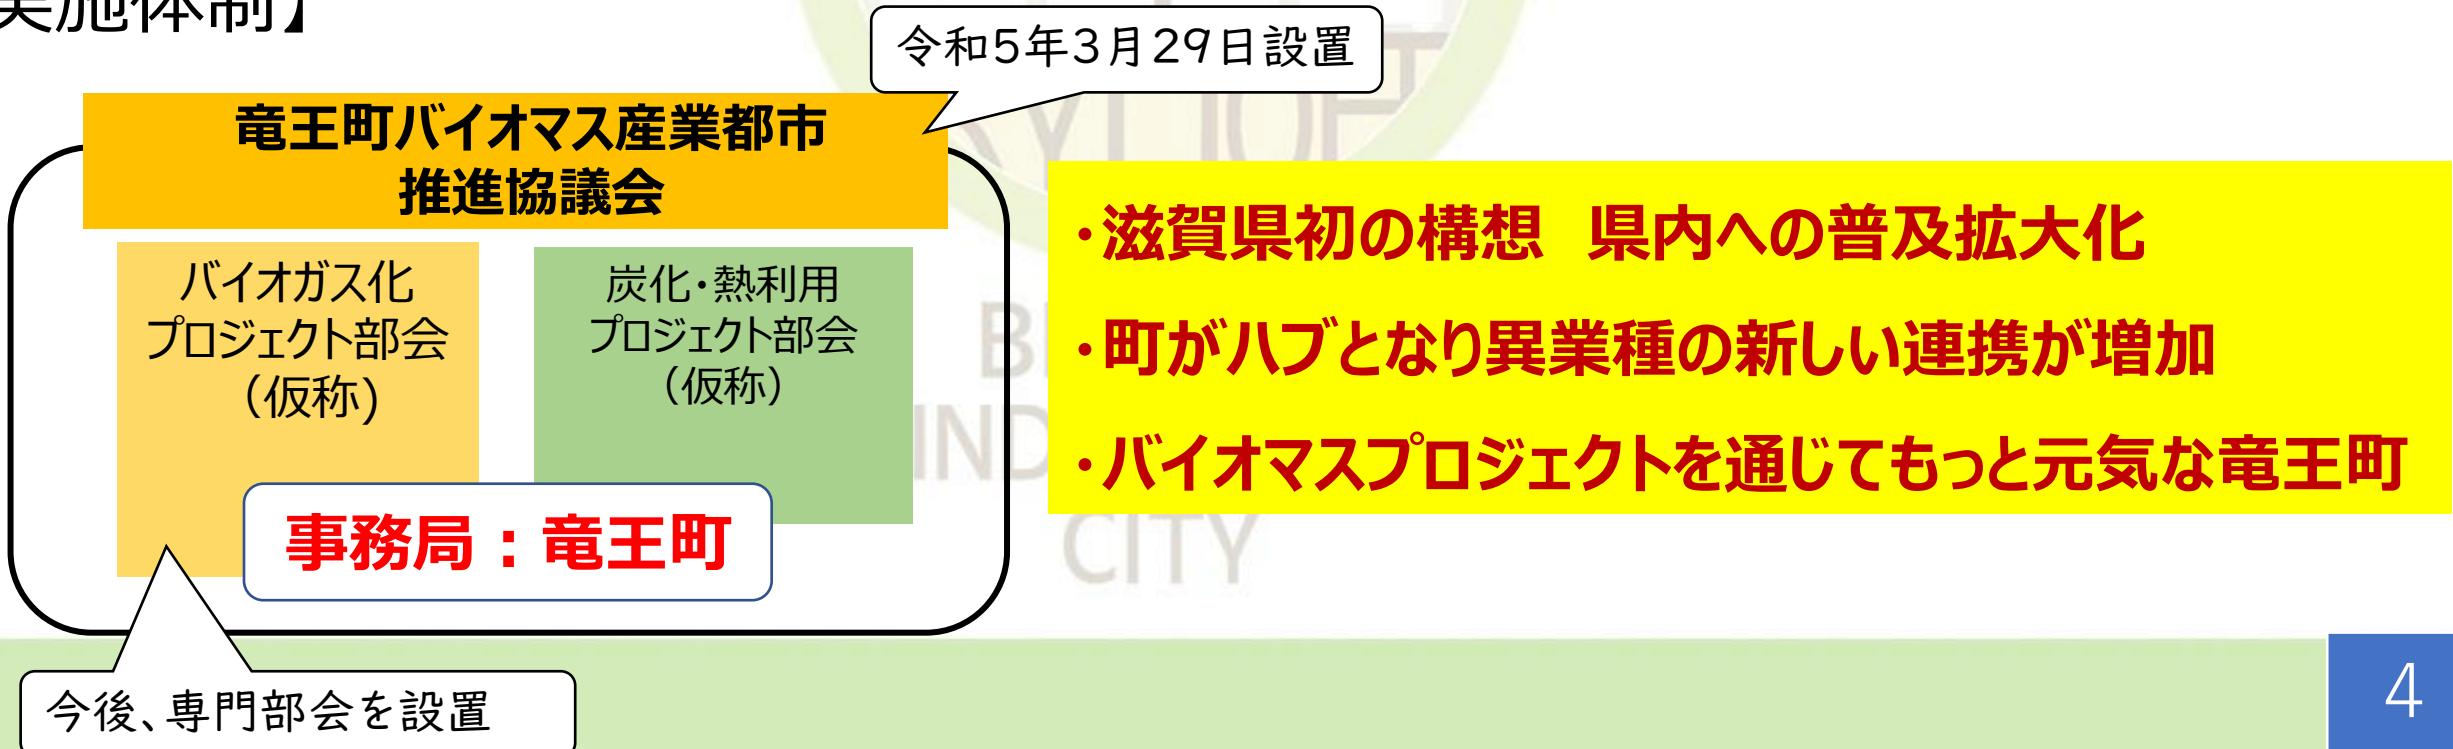 実施体制】
令和5年3月29日設置
竜王町バイオマス産業都市
推進協議会
バイオガス化
プロジェクト部会
（仮称）
炭化・熱利用
プロジェクト部会
（仮称）
事務局：竜王町
今後、専門部会を設置
・滋賀県初の構想　県内への普及拡大化
・町がハブとなり異業種の新しい連携が増加
・バイオマスプロジェクトを通じてもっと元気な竜王町
CITY
4